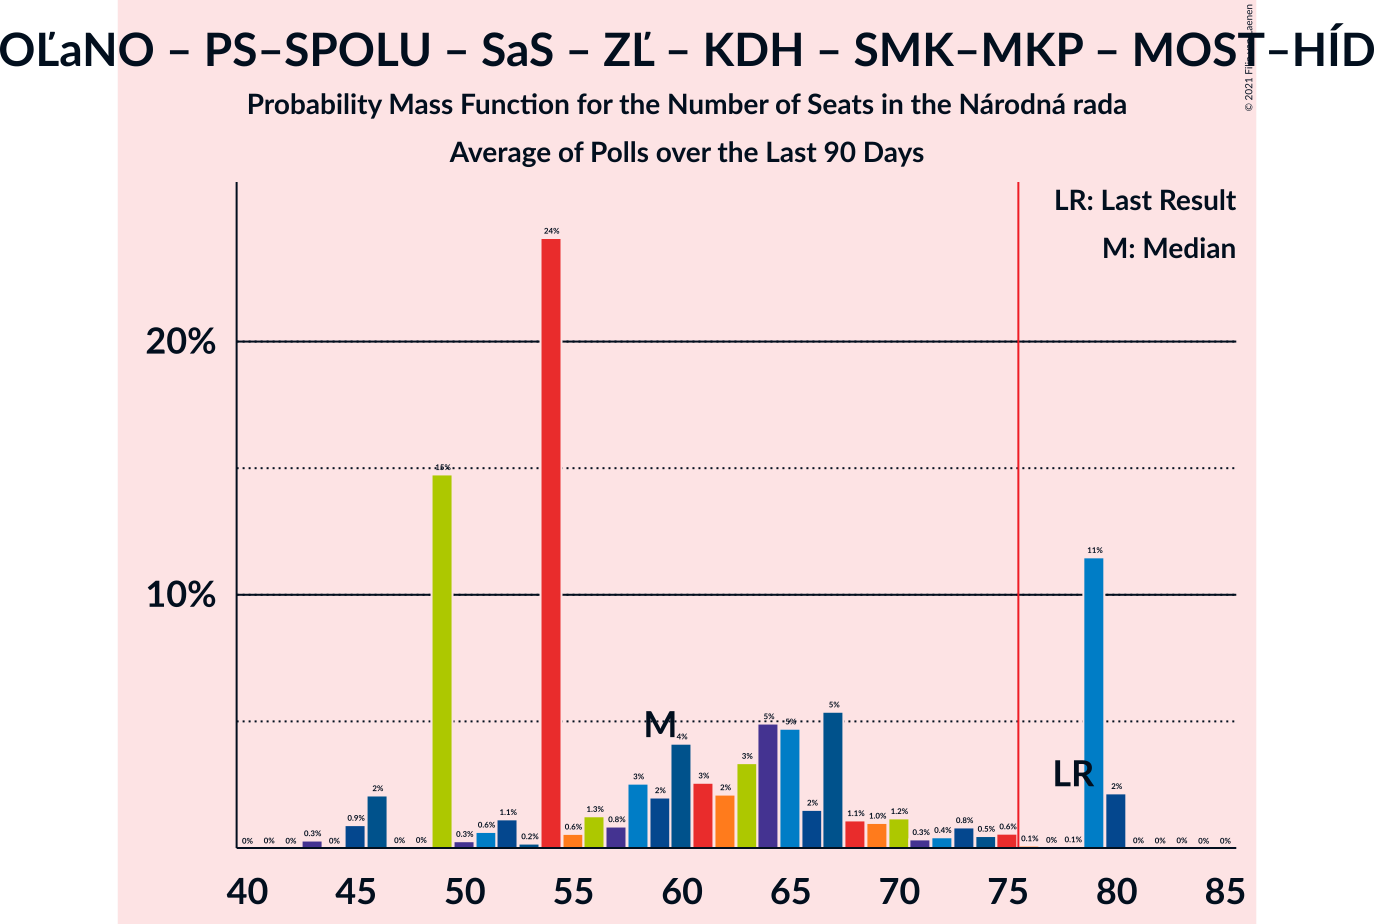 OĽaNO – PS–SPOLU – SaS – ZĽ – KDH – SMK–MKP – MOST–HÍD
Probability Mass Function for the Number of Seats in the Národná rada
Average of Polls over the Last 90 Days
© 2021
LR: Last Result
M: Median
20%
10%
0% 0% 0% 0.3% 0% 0.9% 2% 0% 0% 15% 0.3% 0.6% 1.1% 0.2% 24% 0.6% 1.3% 0.8% 3% 2% 4% 3% 2% 3% 5% 5% 2% 5% 1.1% 1.0% 1.2% 0.3% 0.4% 0.8% 0.5% 0.6% 0.1% 0% 0.1% 11% 2% 0% 0% 0% 0% 0%
M
LR
40 45 50 55 60 65 70 75 80 85